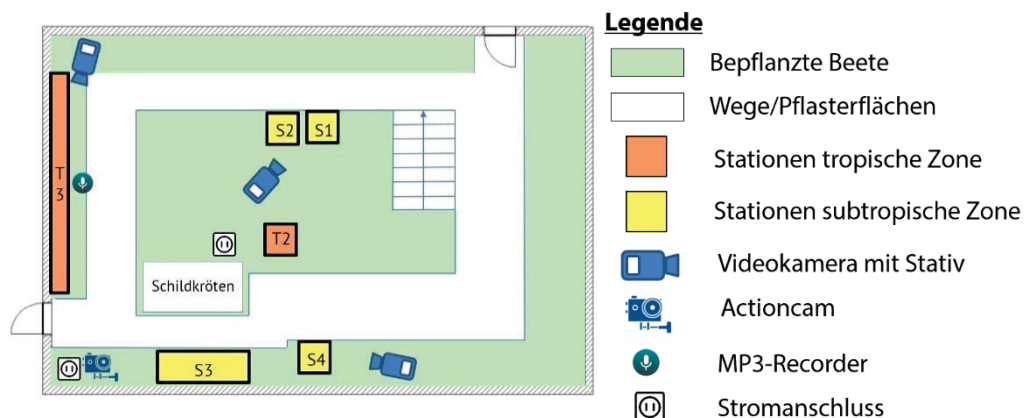 Legende
Bepflanzte Beete
Wege/Pflasterflächen
Stationen tropische Zone
Stationen subtropische Zone
Videokamera mit Stativ
Actioncam
MP3-Recorder
Stromanschluss
S2
S1
T
3
T2
Schildkröten
S3
S4